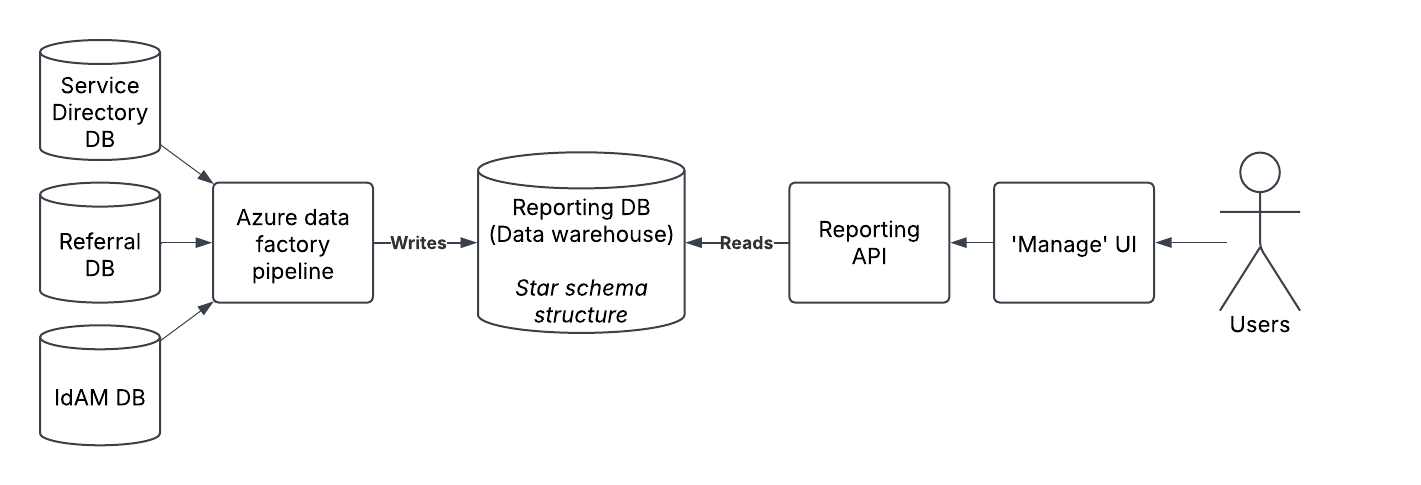 Service
Directory
DB
Referral
DB
IdAM DB
Azure data
factory
pipeline
Writes
Reporting DB
(Data warehouse)
Star schema
structure
Reads
Reporting
API
'Manage' UI
Users